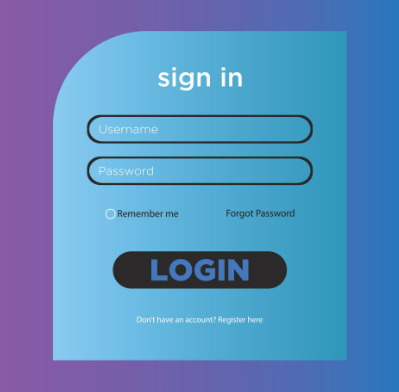 sign in
Username
Password
Remember me Forgot Password
LOGIN
Don't have an account? Register here